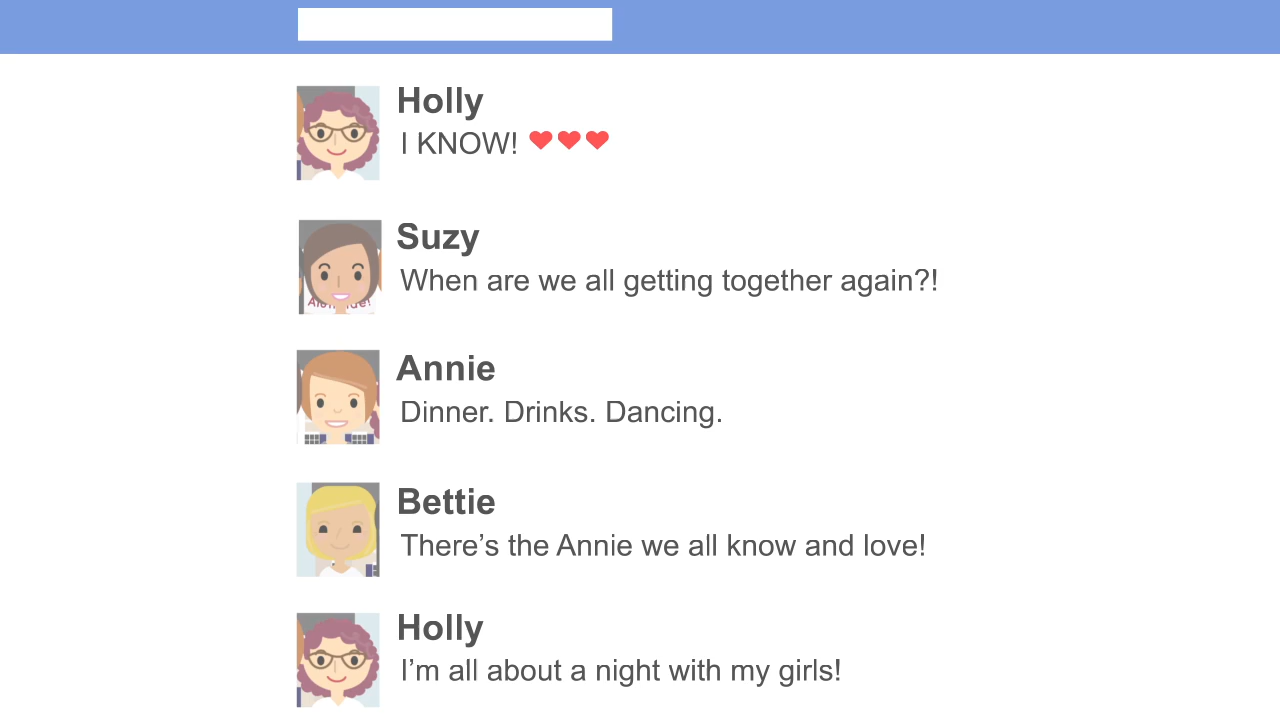 Holly
I KNOW! ❤❤❤
Suzy
When are we all getting together again?!
Annie
Dinner. Drinks. Dancing.
Bettie
There’s the Annie we all know and love!
Holly
I’m all about a night with my girls!